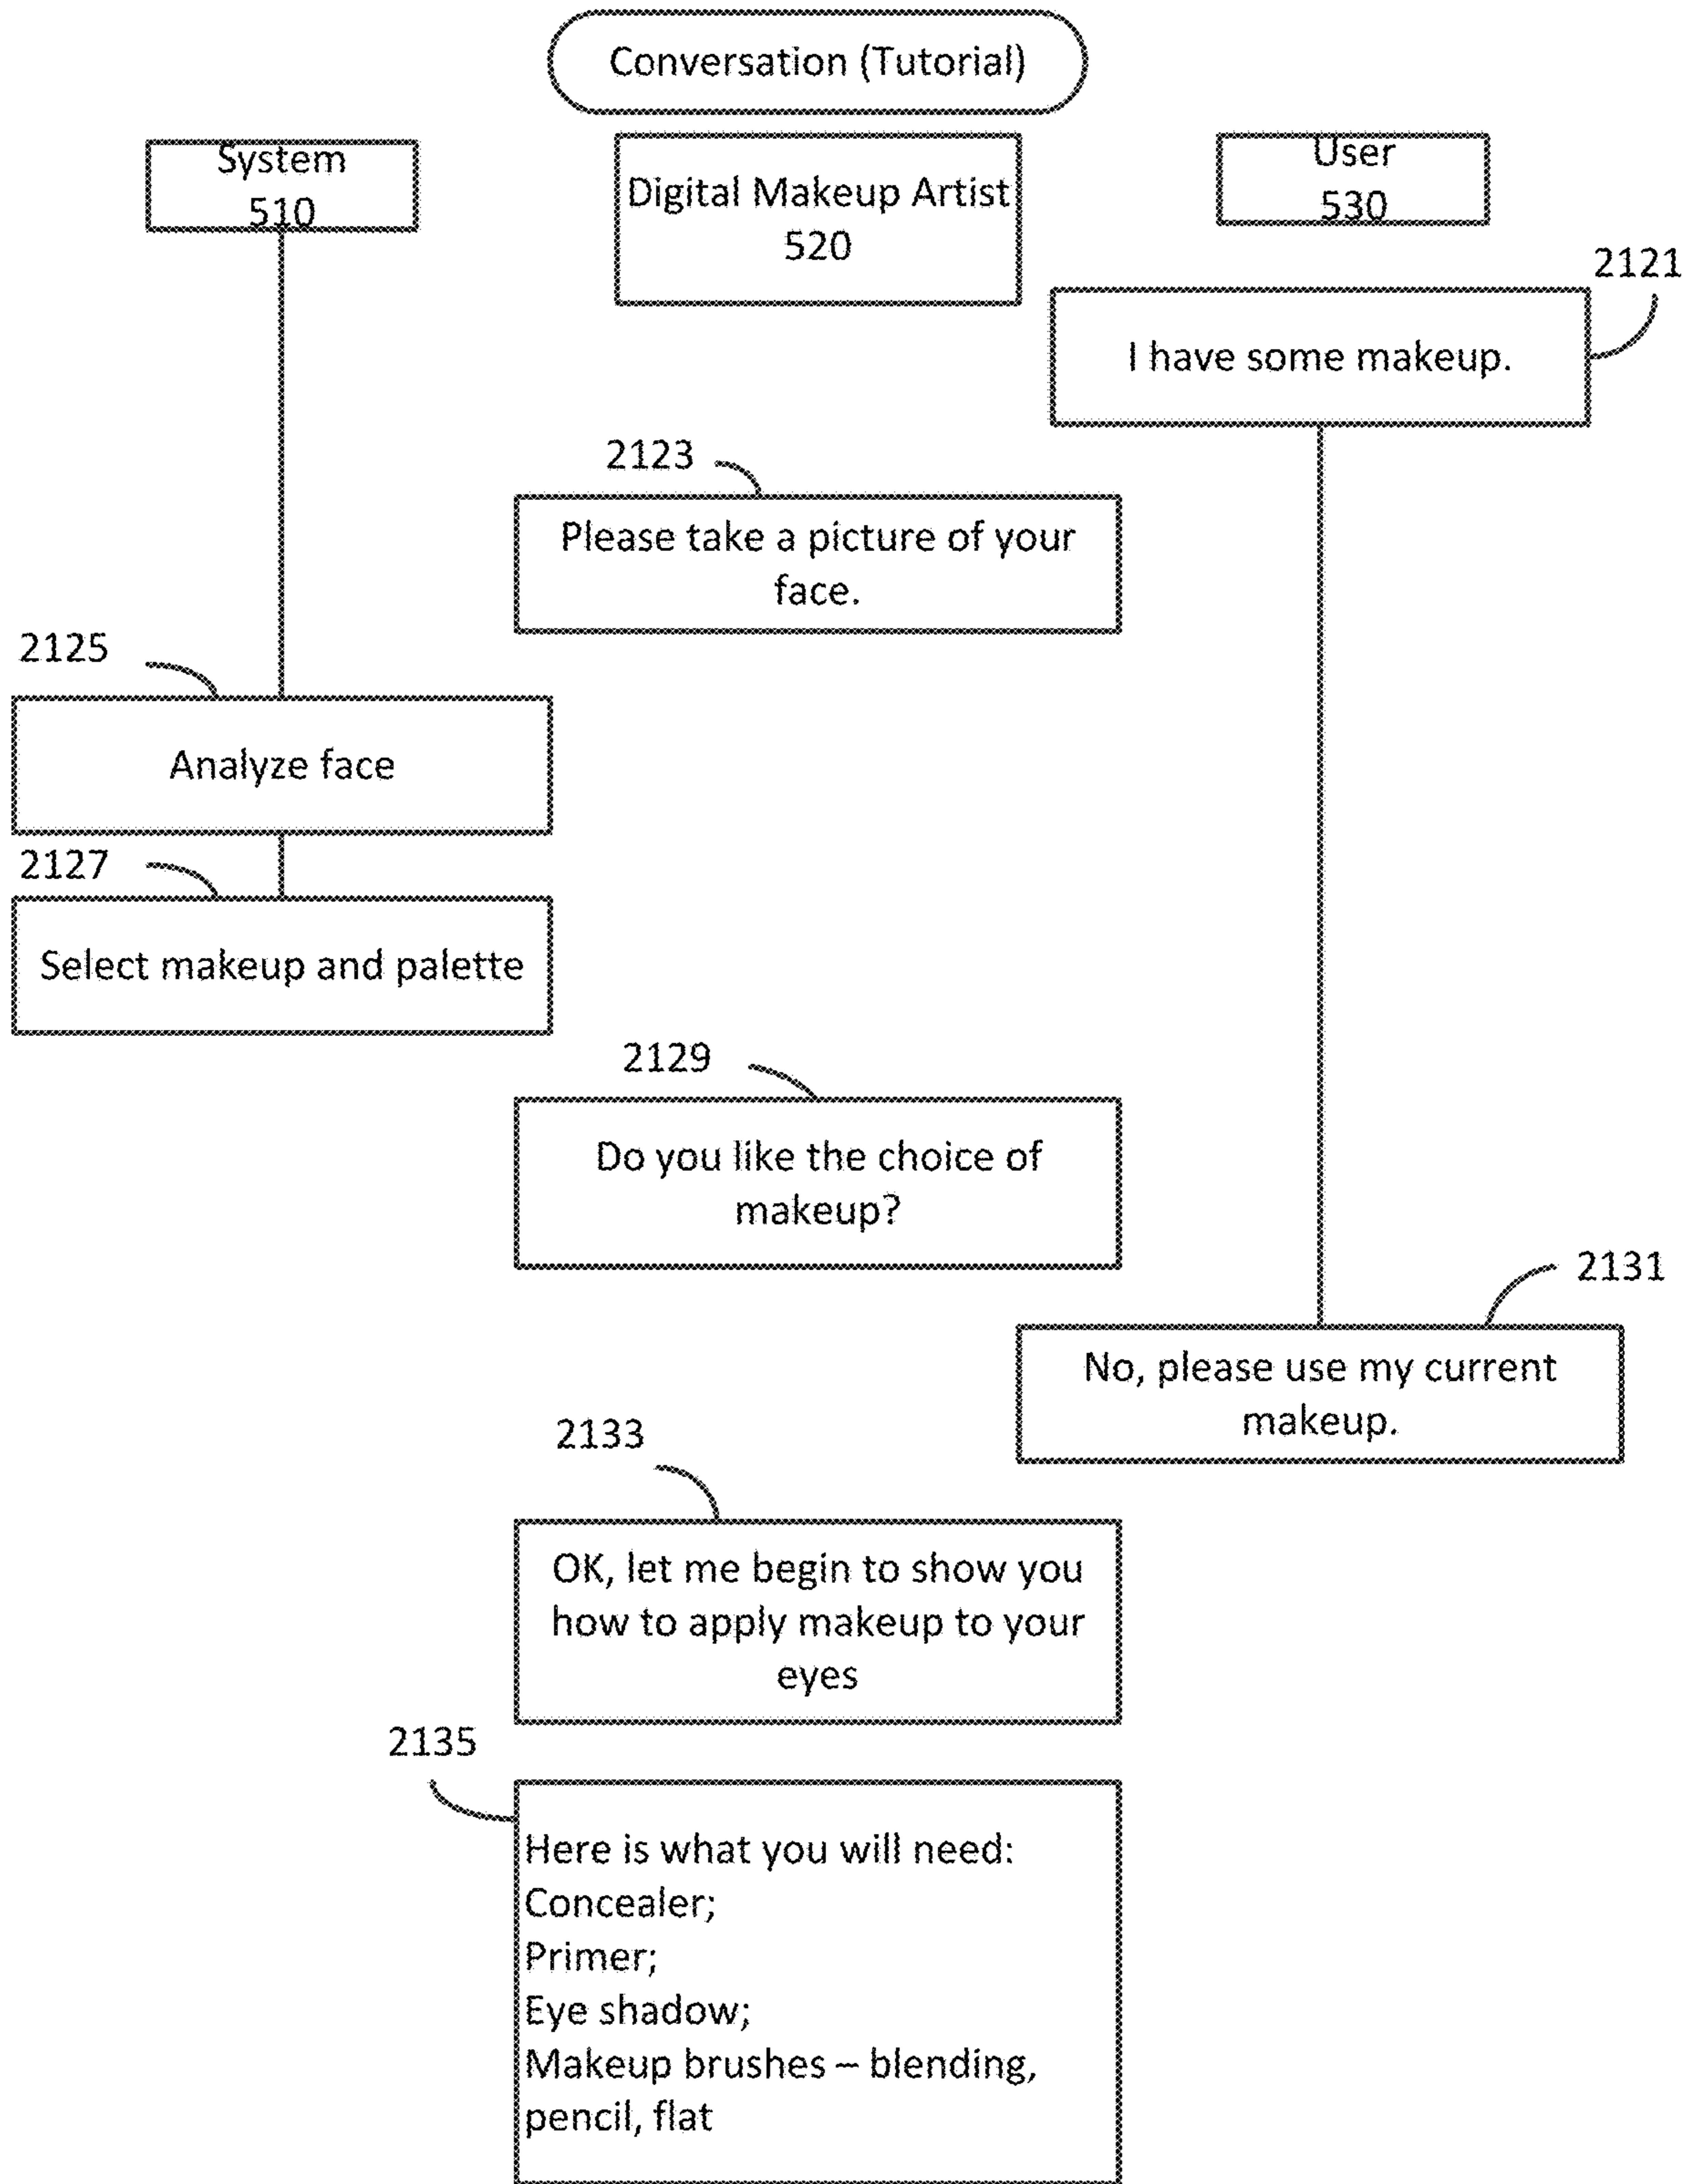 Conversation (Tutorial)
System
510
Digital Makeup Artist
520
User
530
2121
I have some makeup.
2123
Please take a picture of your
face.
2125
Analyze face
2127
Select makeup and palette
2129
Do you like the choice of
makeup?
2131
No, please use my current
makeup.
2133
OK, let me begin to show you
how to apply makeup to your
eyes
2135
Here is what you will need:
Concealer;
Primer;
Eye shadow;
Makeup brushes – blending,
pencil, flat